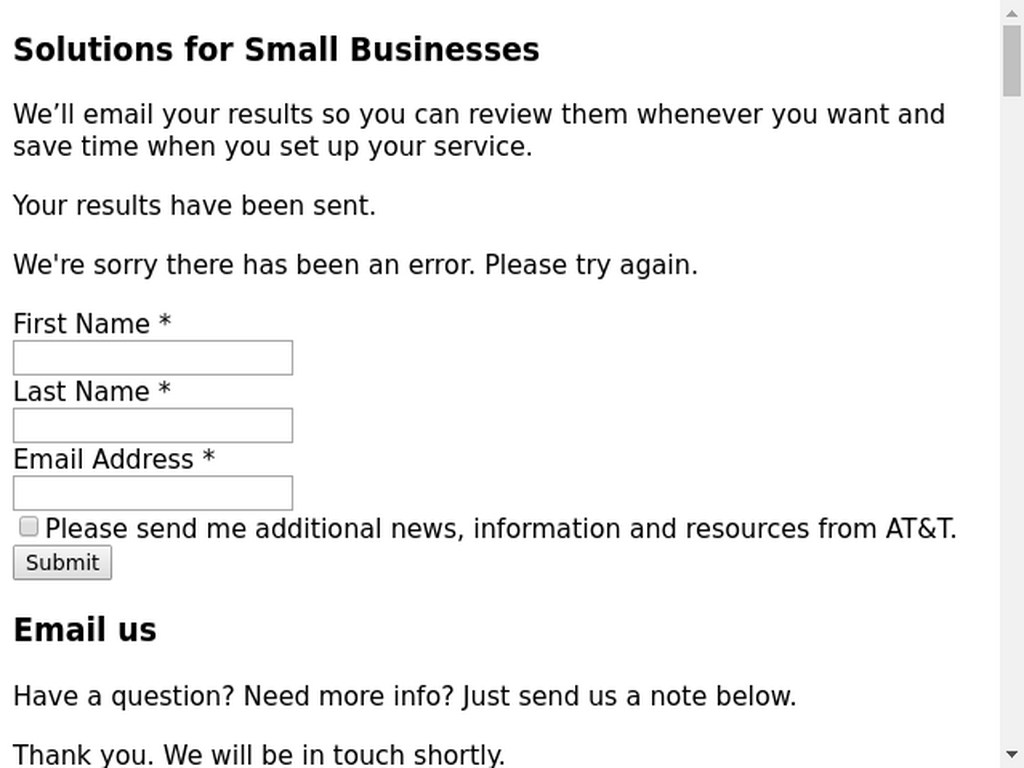 Solutions for Small Businesses
We’ll email your results so you can review them whenever you want and
save time when you set up your service.
Your results have been sent.
We're sorry there has been an error. Please try again.
First Name *
Last Name *
Email Address *
Please send me additional news, information and resources from AT&T.
Submit
Email us
Have a question? Need more info? Just send us a note below.
Thank you. We will be in touch shortly.